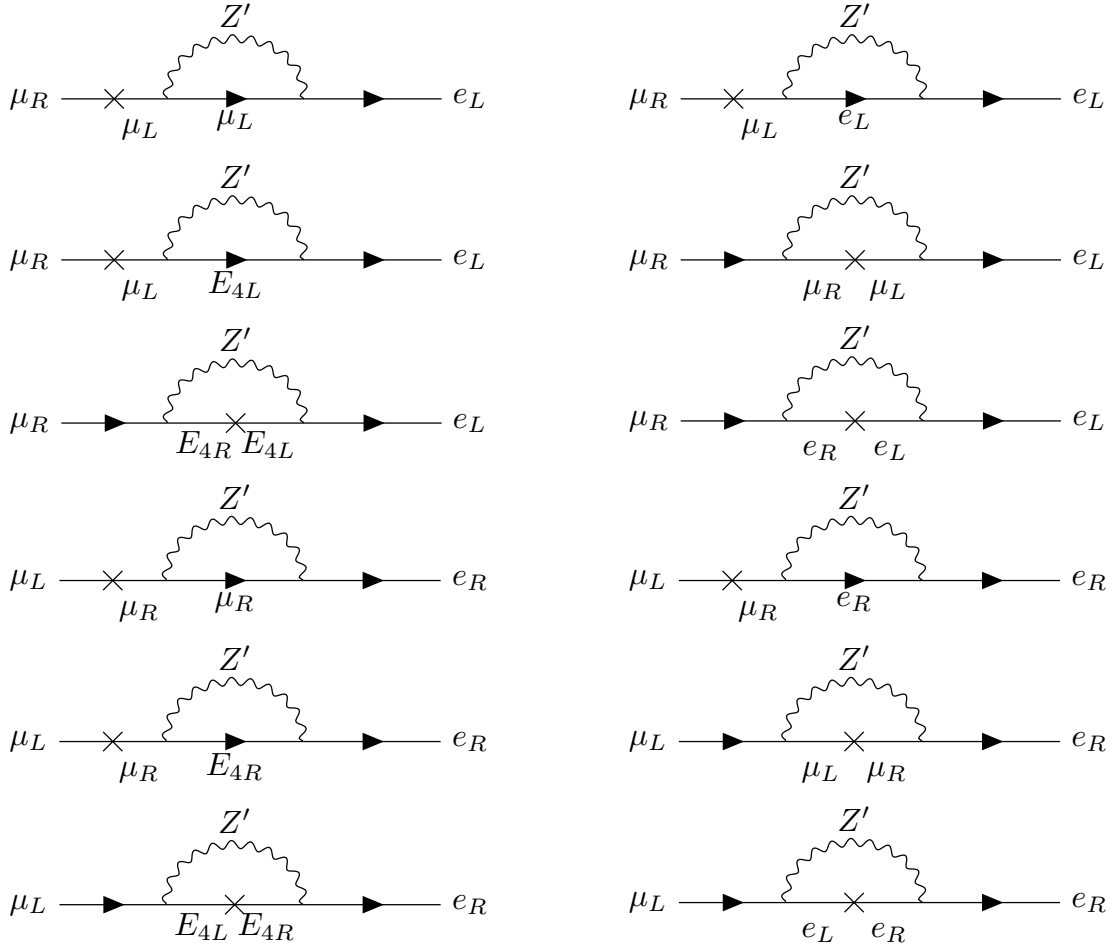 Z′ Z′
μ_R μ_L μ_L e_L μ_R μ_L e_L e_L
Z′ Z′
μ_R μ_L E_{4L} e_L μ_R μ_R μ_L e_L
Z′ Z′
μ_R E_{4R} E_{4L} e_L μ_R e_R e_L e_L
Z′ Z′
μ_L μ_R μ_R e_R μ_L μ_R e_R e_R
Z′ Z′
μ_L μ_R E_{4R} e_R μ_L μ_L μ_R e_R
Z′ Z′
μ_L E_{4L} E_{4R} e_R μ_L e_L e_R e_R